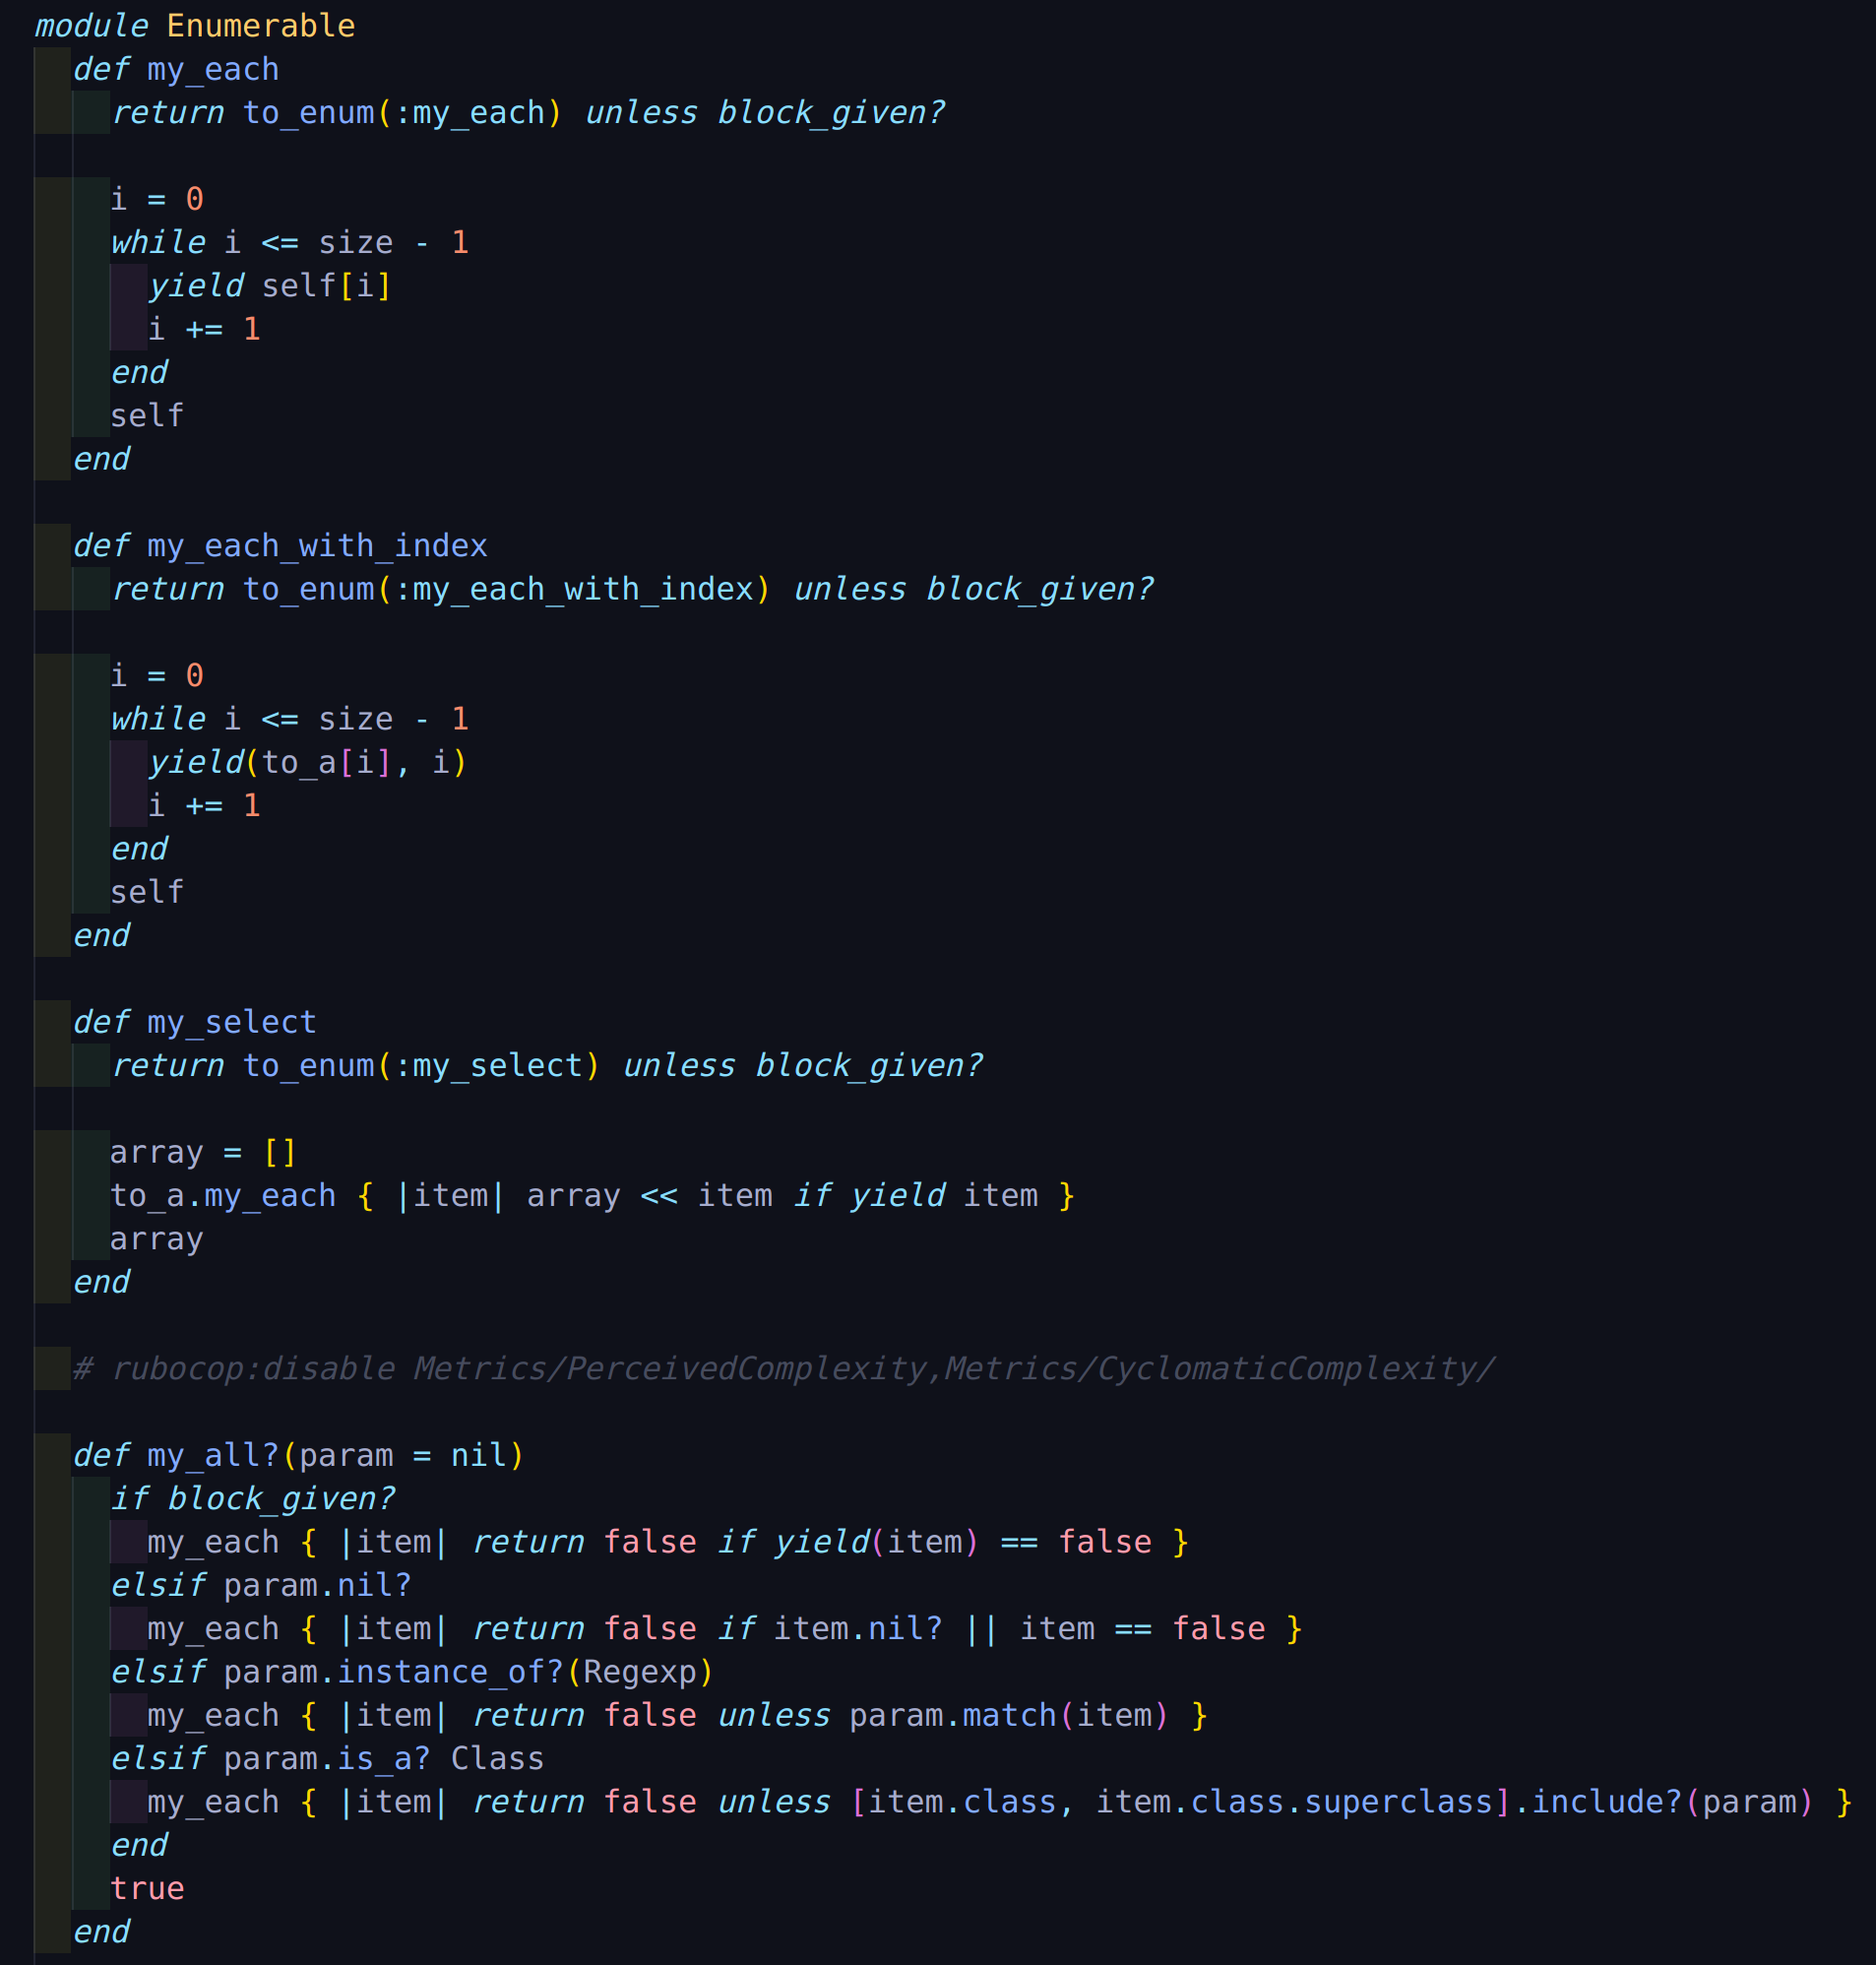 module Enumerable
  def my_each
    return to_enum(:my_each) unless block_given?

    i = 0
    while i <= size - 1
      yield self[i]
      i += 1
    end
    self
  end

  def my_each_with_index
    return to_enum(:my_each_with_index) unless block_given?

    i = 0
    while i <= size - 1
      yield(to_a[i], i)
      i += 1
    end
    self
  end

  def my_select
    return to_enum(:my_select) unless block_given?

    array = []
    to_a.my_each { |item| array << item if yield item }
    array
  end

  # rubocop:disable Metrics/PerceivedComplexity,Metrics/CyclomaticComplexity/

  def my_all?(param = nil)
    if block_given?
      my_each { |item| return false if yield(item) == false }
    elsif param.nil?
      my_each { |item| return false if item.nil? || item == false }
    elsif param.instance_of?(Regexp)
      my_each { |item| return false unless param.match(item) }
    elsif param.is_a? Class
      my_each { |item| return false unless [item.class, item.class.superclass].include?(param) }
    end
    true
  end